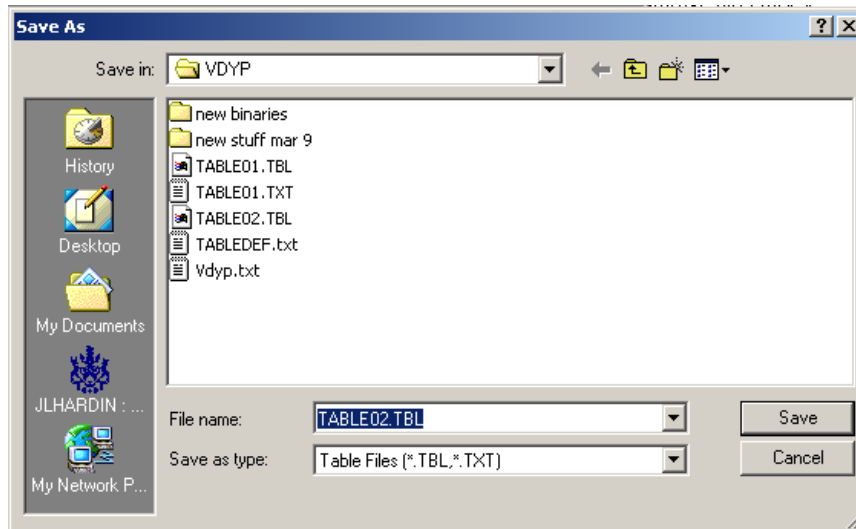 Save As
Save in: VDYP
History
Desktop
My Documents
JLHARDIN : ...
My Network P...
new binaries
new stuff mar 9
TABLE01.TBL
TABLE01.TXT
TABLE02.TBL
TABLEDEF.txt
Vdyp.txt
File name: TABLE02.TBL Save
Save as type: Table Files (*.TBL,*.TXT) Cancel